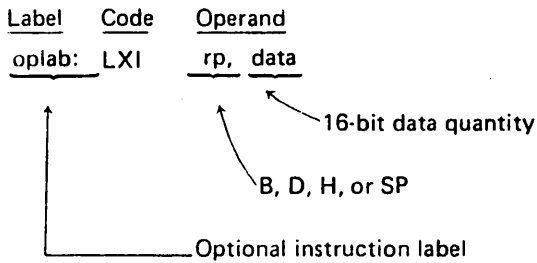 Label Code Operand
oplab: LXI rp, data
16-bit data quantity
B, D, H, or SP
Optional instruction label